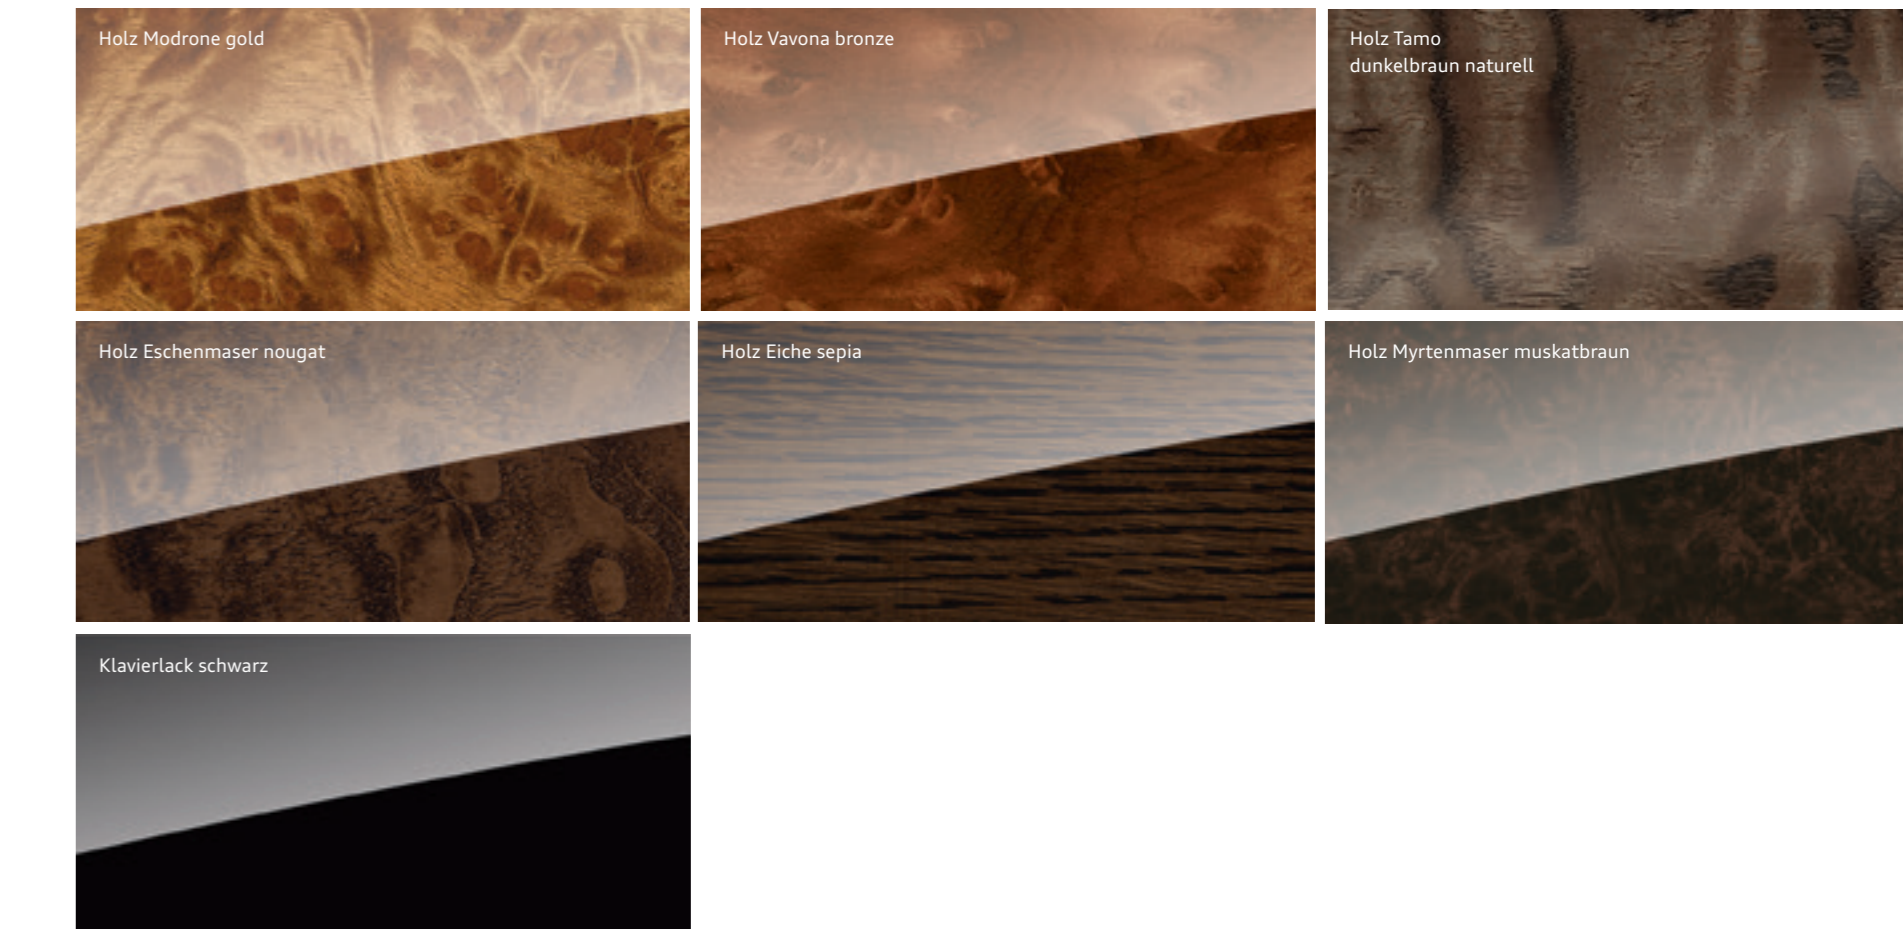 Holz Modrone gold
Holz Vavona bronze
Holz Tamo
dunkelbraun naturell
Holz Eschenmaser nougat
Holz Eiche sepia
Holz Myrtenmaser muskatbraun
Klavierlack schwarz